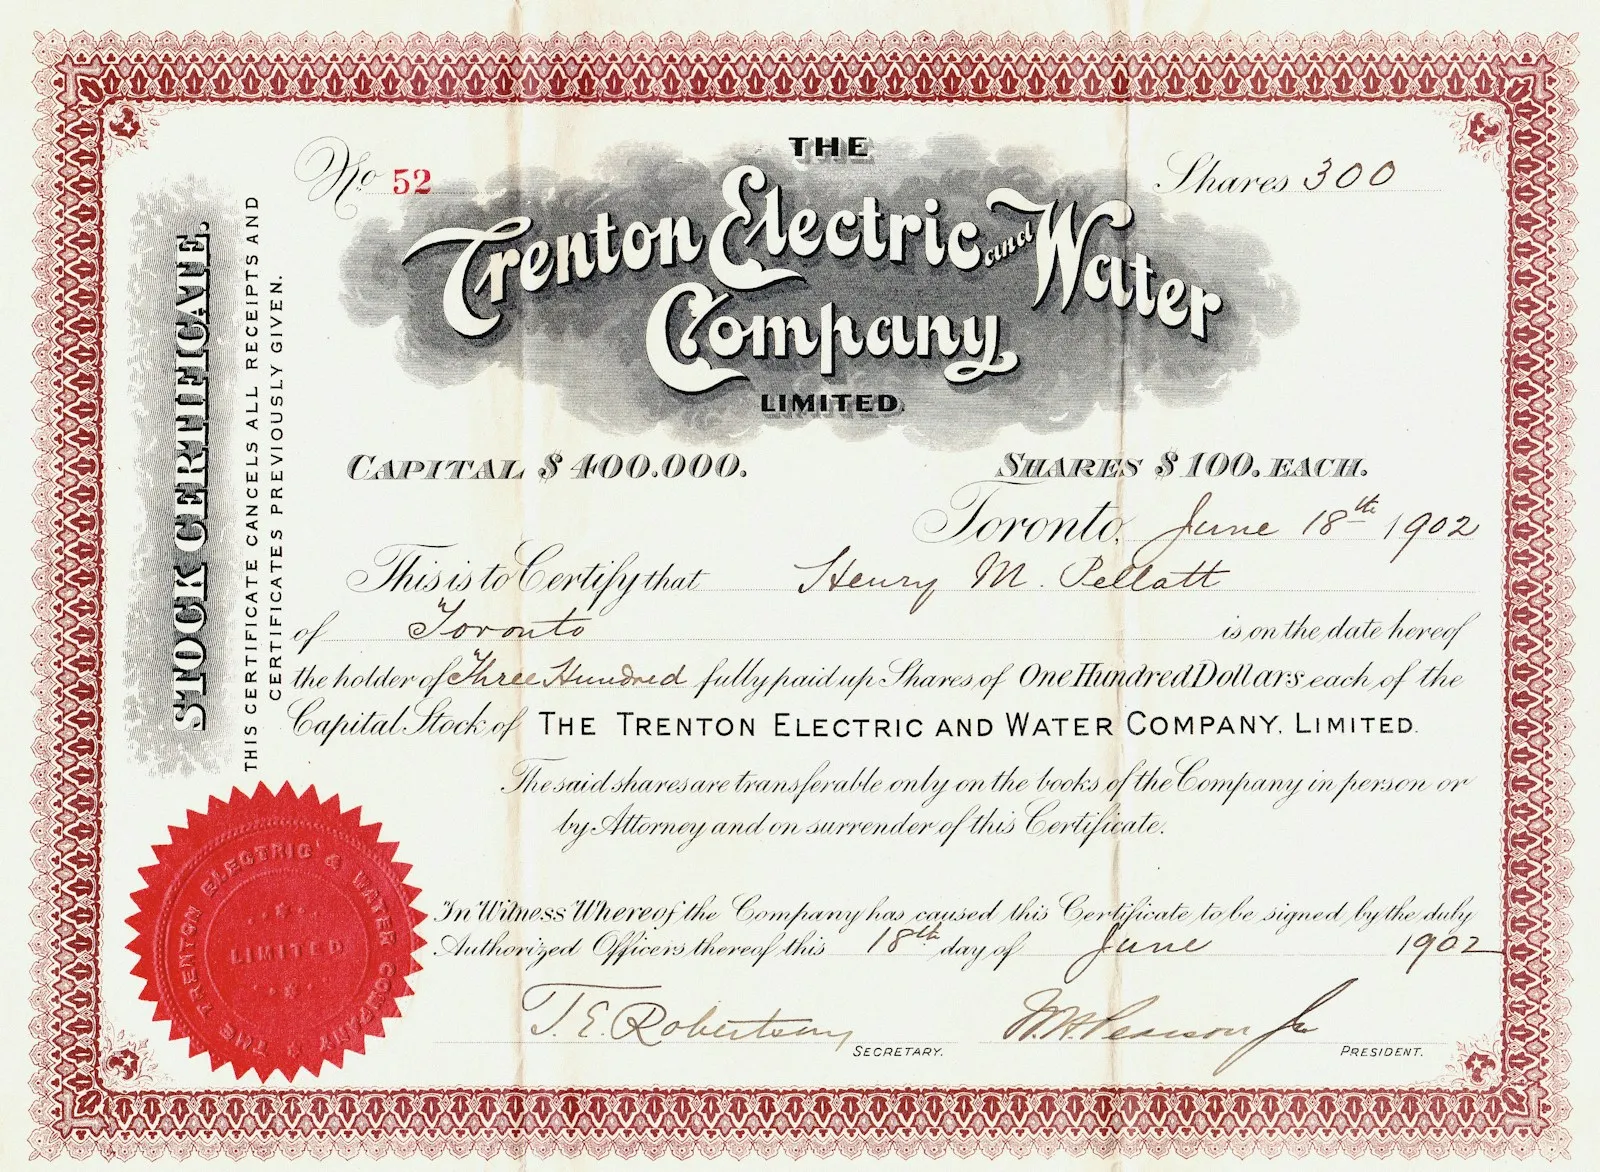 THE
No 52
Shares 300
Trenton Electric and Water
Company
LIMITED.
CAPITAL $400.000.
SHARES $100. EACH.
Toronto, June 18th 1902
This is to Certify that Henry M. Pellatt
of Toronto is on the date hereof
the holder of Three Hundred fully paid up Shares of One Hundred Dollars each of the
Capital Stock of THE TRENTON ELECTRIC AND WATER COMPANY, LIMITED.
The said shares are transferable only on the books of the Company in person or
by Attorney and on surrender of this Certificate.
In Witness Whereof the Company has caused this Certificate to be signed by the duly
Authorized Officers thereof this 18th day of June 1902
T. E. Robertson
SECRETARY.
W. H. Pearson Jr
PRESIDENT.
STOCK CERTIFICATE.
THIS CERTIFICATE CANCELS ALL RECEIPTS AND
CERTIFICATES PREVIOUSLY GIVEN.
THE TRENTON ELECTRIC & WATER COMPANY
LIMITED